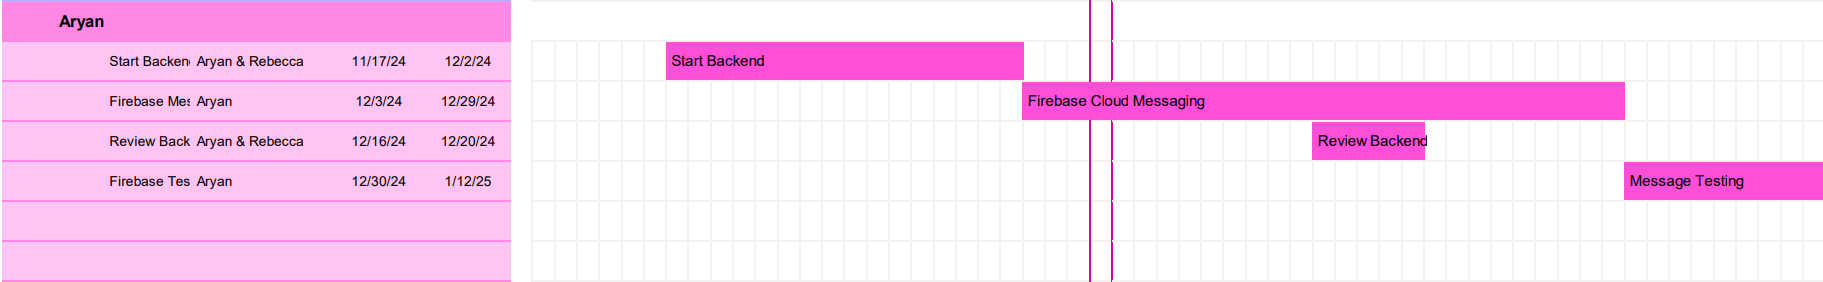 Aryan
Start Backen Aryan & Rebecca 11/17/24 12/2/24 Start Backend
Firebase Mes Aryan 12/3/24 12/29/24 Firebase Cloud Messaging
Review Back Aryan & Rebecca 12/16/24 12/20/24 Review Backend
Firebase Tes Aryan 12/30/24 1/12/25 Message Testing